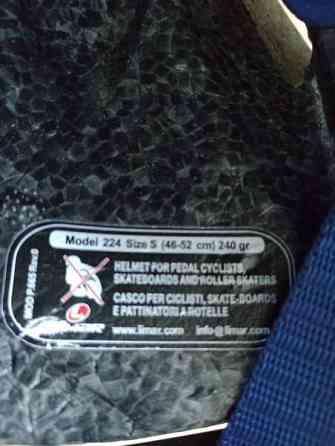 Model 224 Size S (46-52 cm) 240 gr
HELMET FOR PEDAL CYCLISTS,
SKATEBOARDS AND ROLLER SKATERS
CASCO PER CICLISTI, SKATE-BOARDS
E PATTINATORI A ROTELLE
www.limar.com info@limar.com